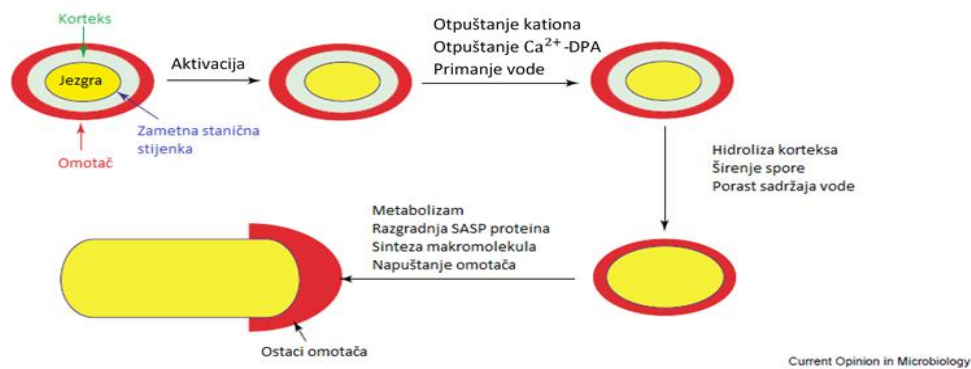 Korteks
Jezgra
Zametna stanična
stijenka
Omotač
Aktivacija
Otpuštanje kationa
Otpuštanje Ca²⁺-DPA
Primanje vode
Hidroliza korteksa
Širenje spore
Porast sadržaja vode
Metabolizam
Razgradnja SASP proteina
Sinteza makromolekula
Napuštanje omotača
Ostaci omotača
Current Opinion in Microbiology